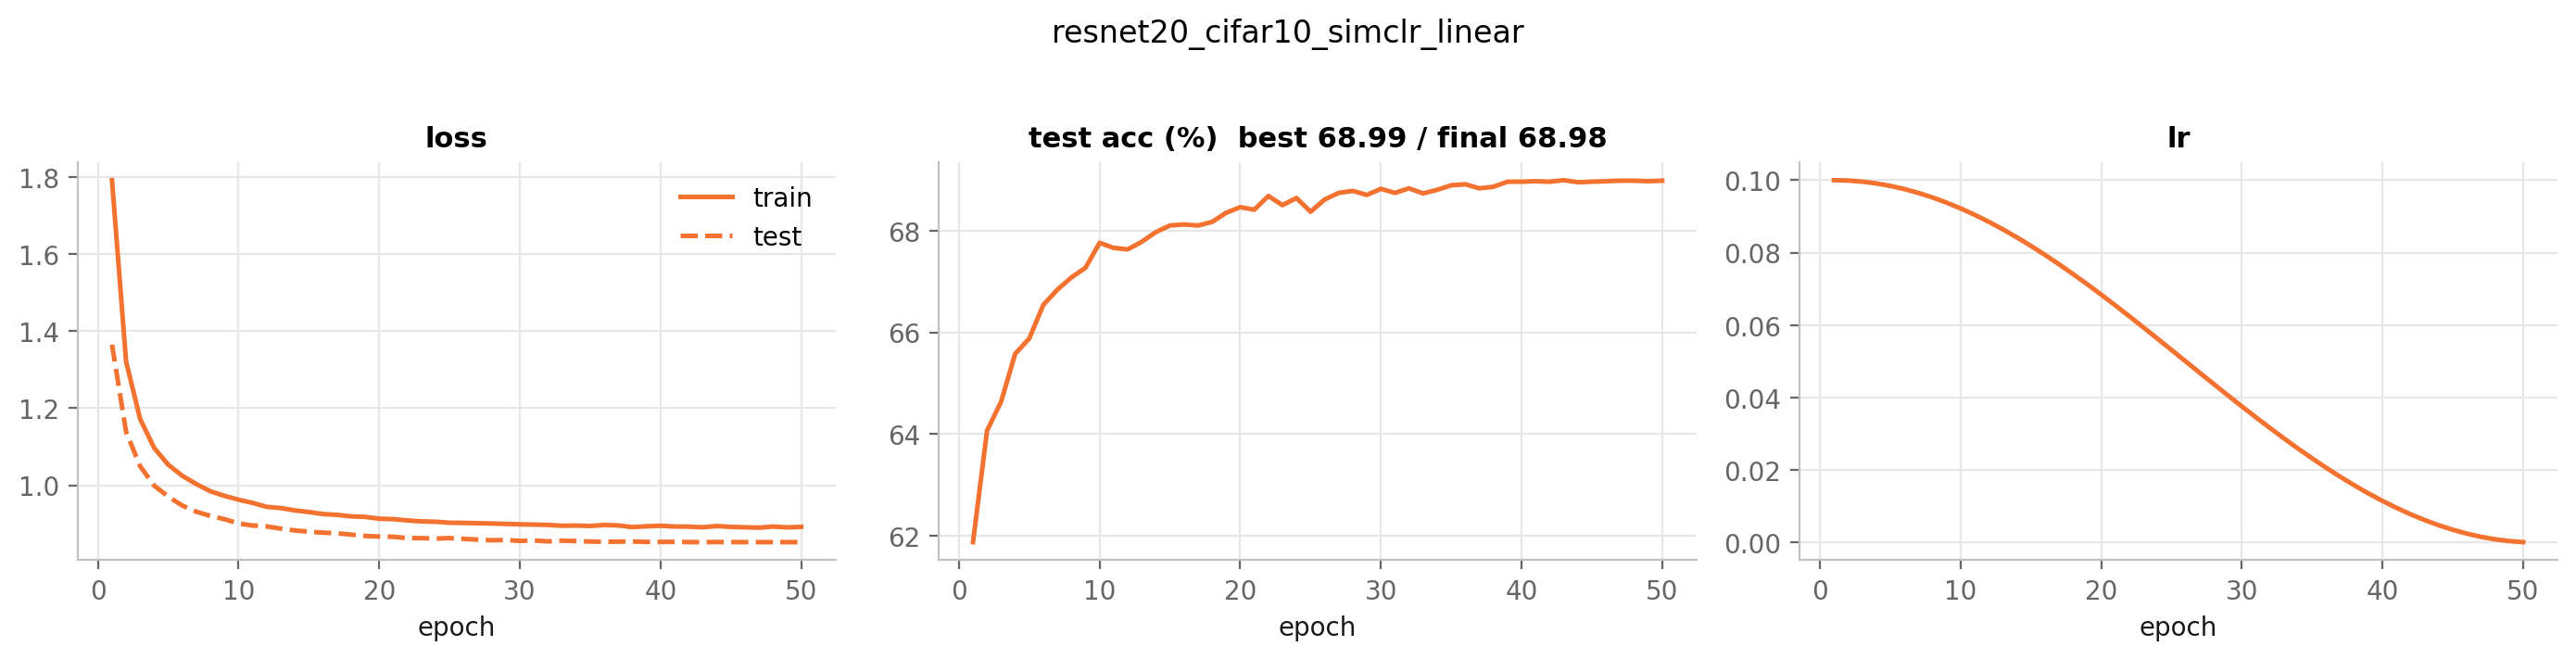 resnet20_cifar10_simclr_linear
loss
1.8
1.6
1.4
1.2
1.0
train
test
0 10 20 30 40 50
epoch
test acc (%)  best 68.99 / final 68.98
68
66
64
62
0 10 20 30 40 50
epoch
lr
0.10
0.08
0.06
0.04
0.02
0.00
0 10 20 30 40 50
epoch